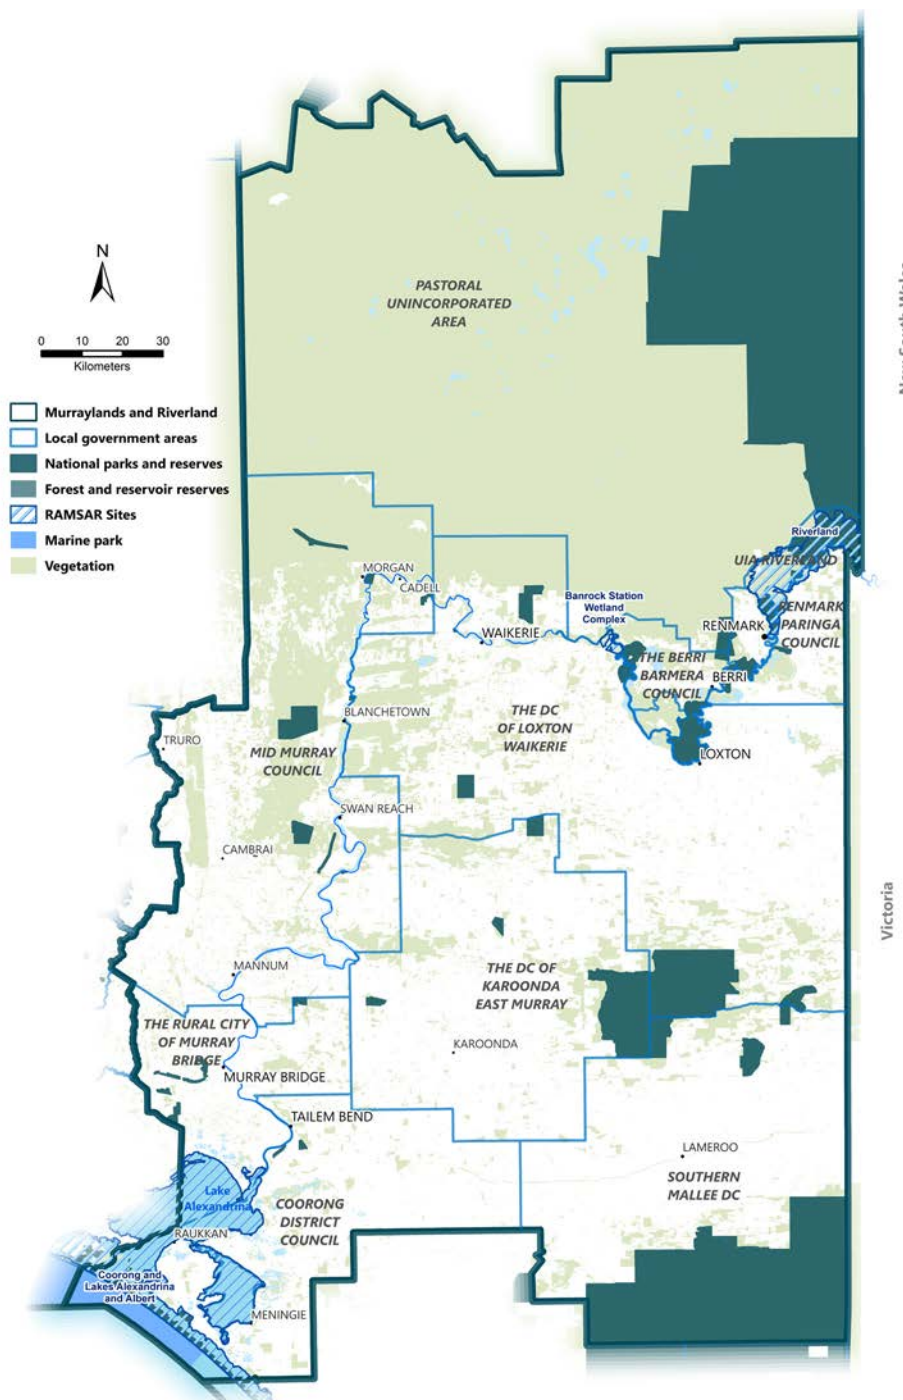 N
0 10 20 30
Kilometers
Murraylands and Riverland
Local government areas
National parks and reserves
Forest and reservoir reserves
RAMSAR Sites
Marine park
Vegetation
PASTORAL
UNINCORPORATED
AREA
Riverland
UIA RIVERLAND
MORGAN
CADELL
Banrock Station
Wetland
Complex
RENMARK
PARINGA
COUNCIL
RENMARK
WAIKERIE
THE BERRI
BARMERA
COUNCIL
BERRI
BLANCHETOWN
THE DC
OF LOXTON
WAIKERIE
TRURO
MID MURRAY
COUNCIL
LOXTON
SWAN REACH
CAMBRAI
Victoria
MANNUM
THE DC OF
KAROONDA
EAST MURRAY
THE RURAL CITY
OF MURRAY
BRIDGE
KAROONDA
MURRAY BRIDGE
TAILEM BEND
LAMEROO
SOUTHERN
MALLEE DC
Lake
Alexandrina
COORONG
DISTRICT
COUNCIL
RAUKKAN
Coorong and
Lakes Alexandrina
and Albert
MENINGIE